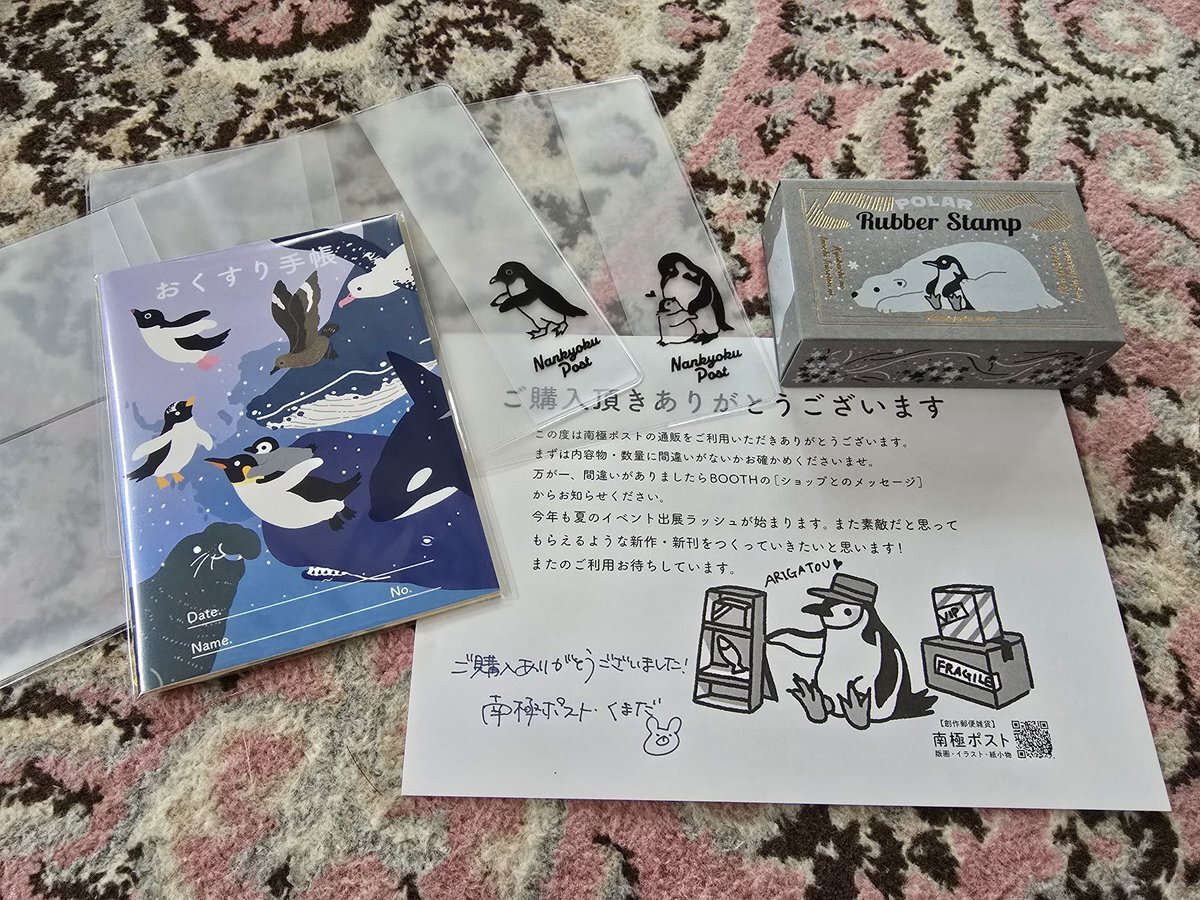 おくすり手帳
Date.
No.
Name.
Nankyoku
Post
Nankyoku
Post
POLAR
Rubber Stamp
ご購入頂きありがとうございます
この度は南極ポストの通販をご利用いただきありがとうございます。
まずは内容物・数量に間違いがないかお確かめくださいませ。
万が一、間違いがありましたらBOOTHの[ショップとのメッセージ]
からお知らせください。
今年も夏のイベント出展ラッシュが始まります。また素敵だと思って
もらえるような新作・新刊をつくっていきたいと思います!
またのご利用お待ちしています。
ARIGATOU
VIP
FRAGILE
ご購入ありがとうございました!
南極ポスト・くまだ
【創作郵便雑貨】
南極ポスト
版画・イラスト・紙小物